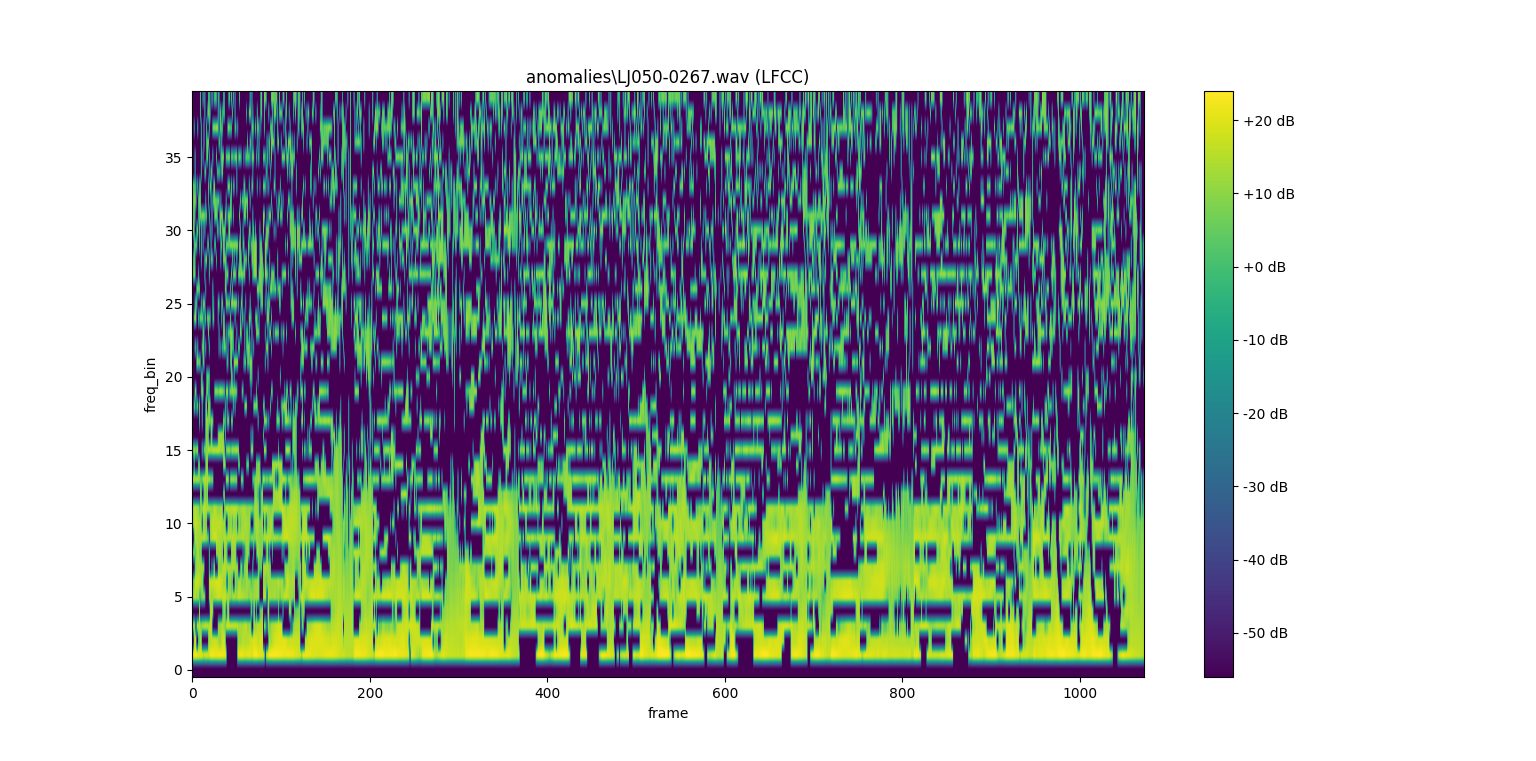 anomalies\LJ050-0267.wav (LFCC)
freq_bin
35
30
25
20
15
10
5
0
0 200 400 600 800 1000
frame
+20 dB
+10 dB
+0 dB
-10 dB
-20 dB
-30 dB
-40 dB
-50 dB